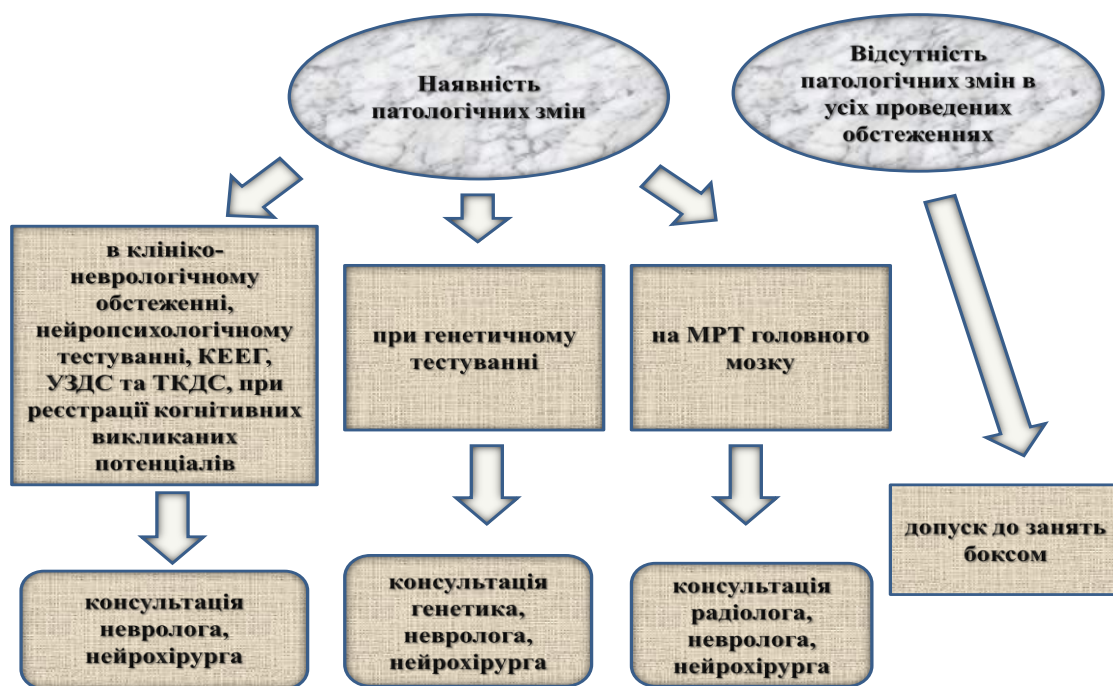 Наявність
патологічних змін
Відсутність
патологічних змін в
усіх проведених
обстеженнях
в клініко-
неврологічному
обстеженні,
нейропсихологічному
тестуванні, КЕЕГ,
УЗДС та ТКДС, при
реєстрації когнітивних
викликаних
потенціалів
при генетичному
тестуванні
на МРТ головного
мозку
допуск до занять
боксом
консультація
невролога,
нейрохірурга
консультація
генетика,
невролога,
нейрохірурга
консультація
радіолога,
невролога,
нейрохірурга